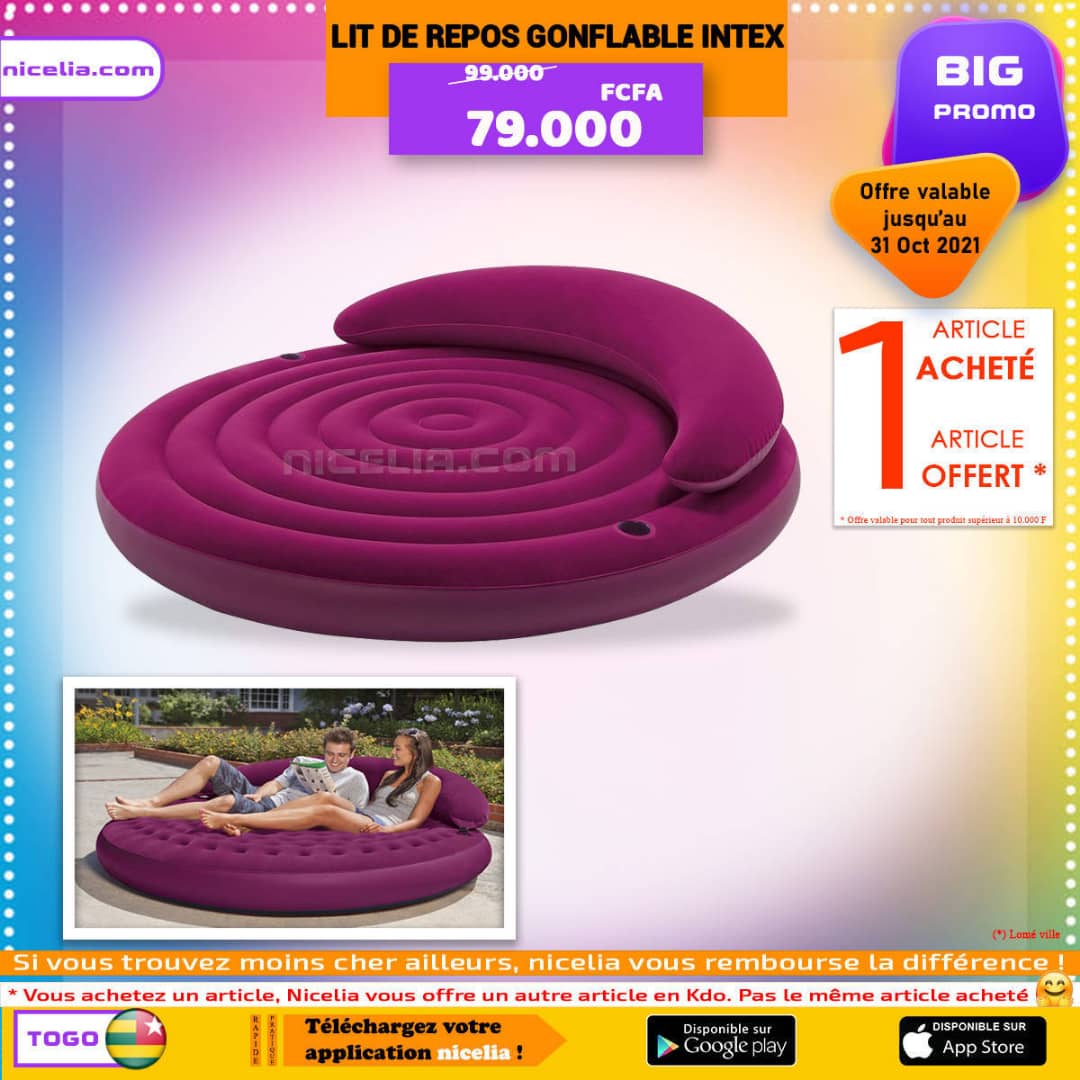 LIT DE REPOS GONFLABLE INTEX
nicelia.com
99.000
FCFA
79.000
BIG
PROMO
Offre valable
jusqu'au
31 Oct 2021
1
ARTICLE
ACHETÉ
ARTICLE
OFFERT *
* Offre valable pour tout produit supérieur à 10.000 F
nicelia.com
(*) Lomé ville
Si vous trouvez moins cher ailleurs, nicelia vous rembourse la différence !
* Vous achetez un article, Nicelia vous offre un autre article en Kdo. Pas le même article acheté
TOGO
RAPIDE
PRATIQUE
Téléchargez votre
application nicelia !
Disponible sur
Google play
DISPONIBLE SUR
App Store